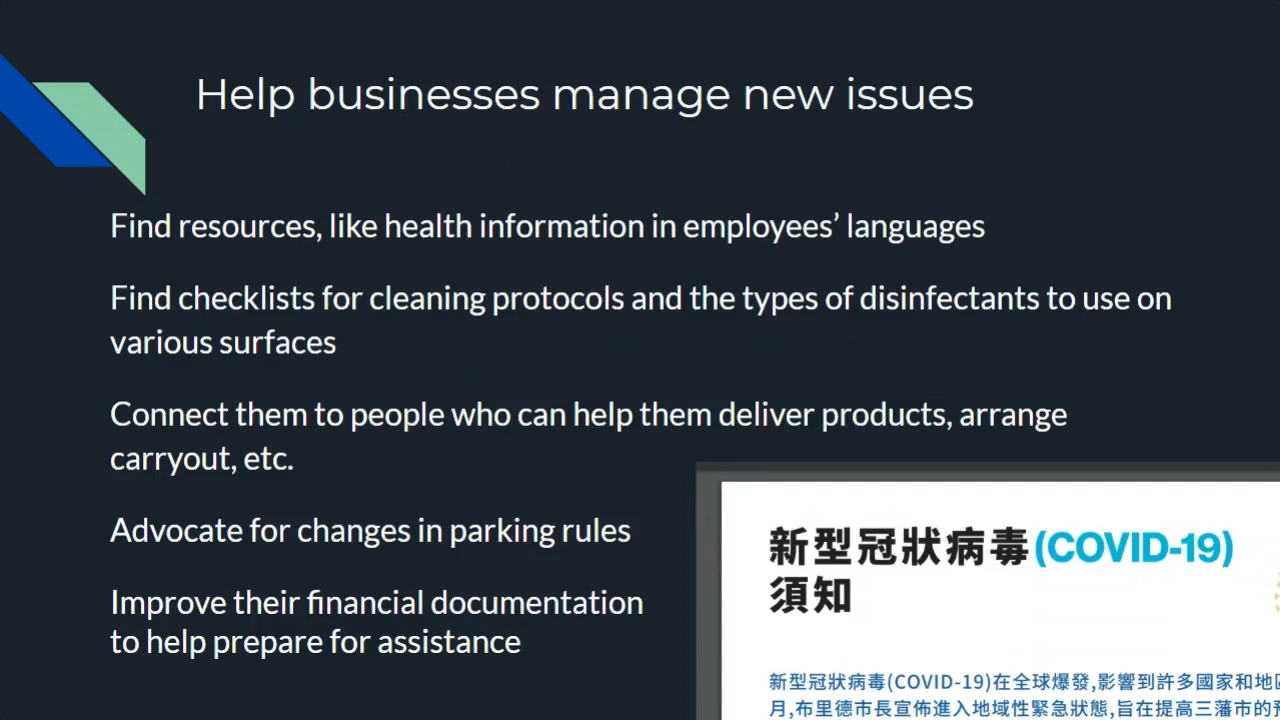 Help businesses manage new issues
Find resources, like health information in employees’ languages
Find checklists for cleaning protocols and the types of disinfectants to use on
various surfaces
Connect them to people who can help them deliver products, arrange
carryout, etc.
Advocate for changes in parking rules
Improve their financial documentation
to help prepare for assistance
新型冠狀病毒(COVID-19)
須知
新型冠狀病毒(COVID-19)在全球爆發,影響到許多國家和地
月,布里德市長宣佈進入地域性緊急狀態,旨在提高三藩市的